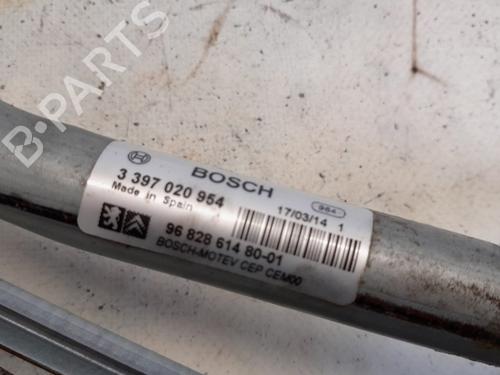 B-PARTS
BOSCH
3 397 020 954
Made in Spain
984
17/03/14 1
96 828 614 80-01
BOSCH-MOTEV CEP CEM00